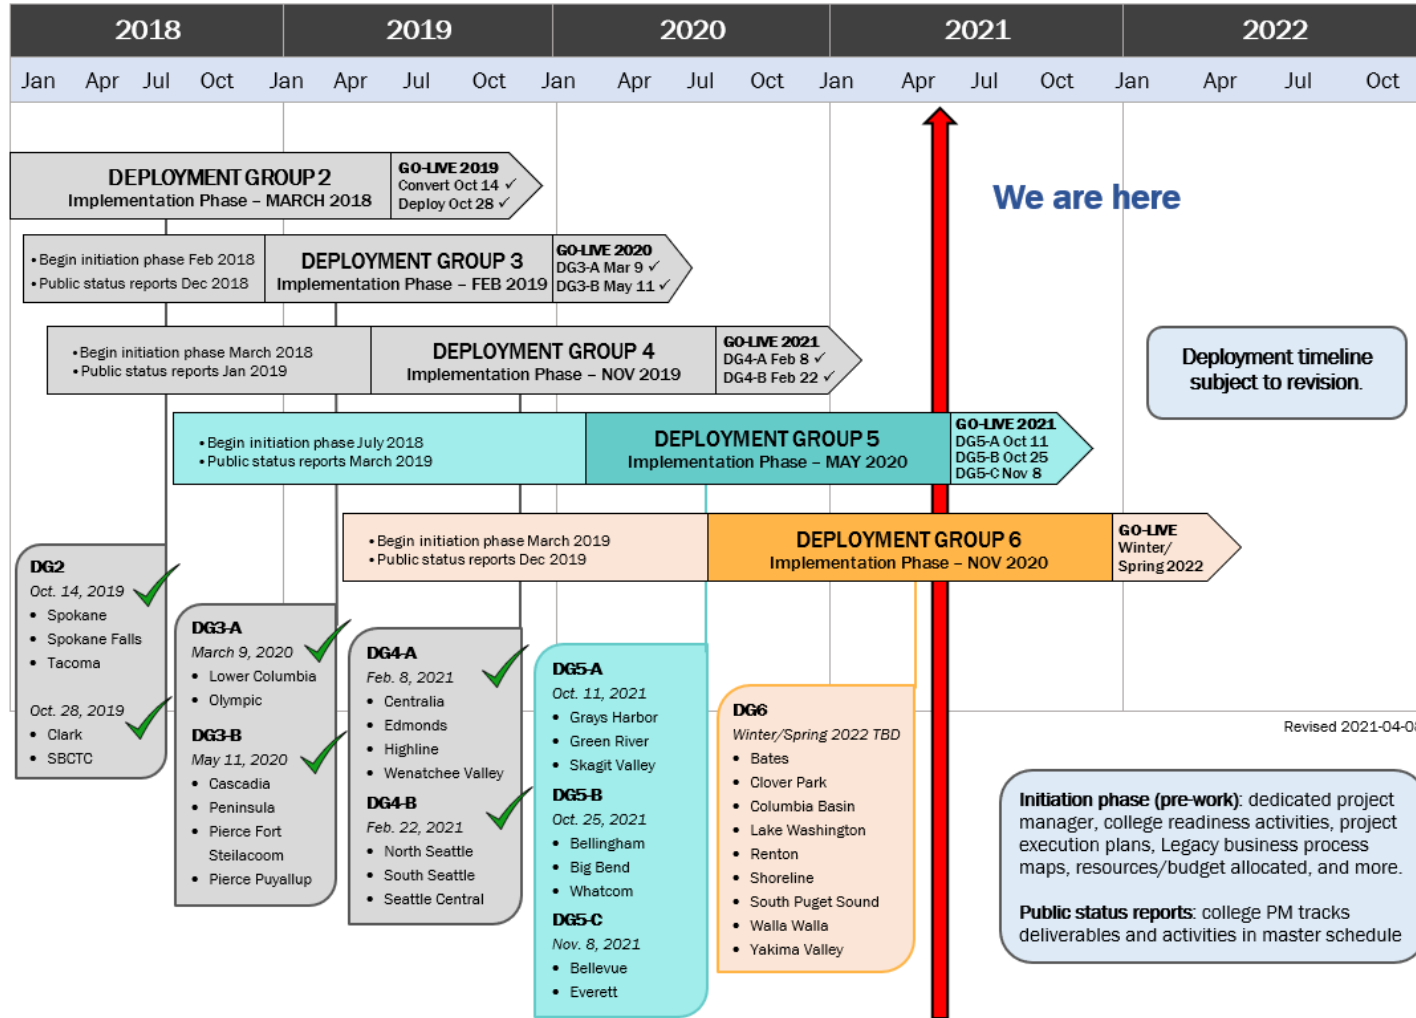 2018 2019 2020 2021 2022
Jan Apr Jul Oct Jan Apr Jul Oct Jan Apr Jul Oct Jan Apr Jul Oct Jan Apr Jul Oct
DEPLOYMENT GROUP 2
Implementation Phase – MARCH 2018
GO-LIVE 2019
Convert Oct 14 ✓
Deploy Oct 28 ✓
We are here
• Begin initiation phase Feb 2018
• Public status reports Dec 2018
DEPLOYMENT GROUP 3
Implementation Phase – FEB 2019
GO-LIVE 2020
DG3-A Mar 9 ✓
DG3-B May 11 ✓
• Begin initiation phase March 2018
• Public status reports Jan 2019
DEPLOYMENT GROUP 4
Implementation Phase – NOV 2019
GO-LIVE 2021
DG4-A Feb 8 ✓
DG4-B Feb 22 ✓
Deployment timeline
subject to revision.
• Begin initiation phase July 2018
• Public status reports March 2019
DEPLOYMENT GROUP 5
Implementation Phase – MAY 2020
GO-LIVE 2021
DG5-A Oct 11
DG5-B Oct 25
DG5-C Nov 8
• Begin initiation phase March 2019
• Public status reports Dec 2019
DEPLOYMENT GROUP 6
Implementation Phase – NOV 2020
GO-LIVE
Winter/
Spring 2022
DG2
Oct. 14, 2019
• Spokane
• Spokane Falls
• Tacoma
Oct. 28, 2019
• Clark
• SBCTC
DG3-A
March 9, 2020
• Lower Columbia
• Olympic
DG3-B
May 11, 2020
• Cascadia
• Peninsula
• Pierce Fort
Steilacoom
• Pierce Puyallup
DG4-A
Feb. 8, 2021
• Centralia
• Edmonds
• Highline
• Wenatchee Valley
DG4-B
Feb. 22, 2021
• North Seattle
• South Seattle
• Seattle Central
DG5-A
Oct. 11, 2021
• Grays Harbor
• Green River
• Skagit Valley
DG5-B
Oct. 25, 2021
• Bellingham
• Big Bend
• Whatcom
DG5-C
Nov. 8, 2021
• Bellevue
• Everett
DG6
Winter/Spring 2022 TBD
• Bates
• Clover Park
• Columbia Basin
• Lake Washington
• Renton
• Shoreline
• South Puget Sound
• Walla Walla
• Yakima Valley
Revised 2021-04-08
Initiation phase (pre-work): dedicated project
manager, college readiness activities, project
execution plans, Legacy business process
maps, resources/budget allocated, and more.
Public status reports: college PM tracks
deliverables and activities in master schedule